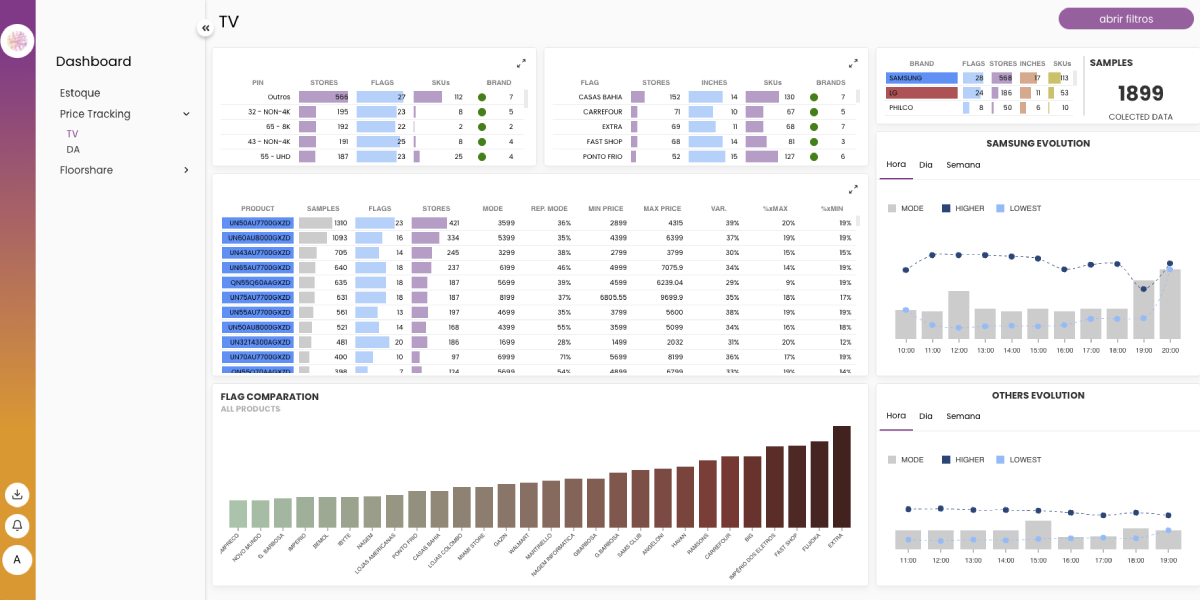 «
TV
abrir filtros
Dashboard
Estoque
Price Tracking
TV
DA
Floorshare
A
PIN STORES FLAGS SKUs BRAND
Outros 566 27 112 7
32 - NON-4K 195 23 8 5
65 - 8K 192 22 2 2
43 - NON-4K 191 25 8 4
55 - UHD 187 23 25 4
FLAG STORES INCHES SKUs BRANDS
CASAS BAHIA 152 14 130 7
CARREFOUR 71 10 67 5
EXTRA 69 11 68 7
FAST SHOP 68 14 81 3
PONTO FRIO 52 15 127 6
BRAND FLAGS STORES INCHES SKUs
SAMSUNG 28 568 17 113
LG 24 186 11 53
PHILCO 8 50 6 10
SAMPLES
1899
COLECTED DATA
PRODUCT SAMPLES FLAGS STORES MODE REP. MODE MIN PRICE MAX PRICE VAR. %xMAX %xMIN
UN50AU7700GXZD 1310 23 421 3599 36% 2899 4315 39% 20% 19%
UN60AU8000GXZD 1093 16 334 5399 35% 4399 6399 37% 19% 19%
UN43AU7700GXZD 705 14 245 3299 38% 2799 3799 30% 15% 15%
UN65AU7700GXZD 640 18 237 6199 46% 4999 7075.9 34% 14% 19%
QN55Q60AAGXZD 635 18 187 5699 39% 4599 6239.04 29% 9% 19%
UN75AU7700GXZD 631 18 187 8199 37% 6805.55 9699.9 35% 18% 17%
UN55AU7700GXZD 561 13 197 4699 35% 3799 5600 38% 19% 19%
UN50AU8000GXZD 521 14 168 4399 55% 3599 5099 34% 16% 18%
UN32T4300AGXZD 481 20 186 1699 28% 1499 2032 31% 20% 12%
UN70AU7700GXZD 400 10 97 6999 71% 5699 8199 36% 17% 19%
QN55Q70AAGXZD 398 7 124 5699 54% 4899 6799 33% 19% 14%
SAMSUNG EVOLUTION
Hora Dia Semana
MODE HIGHER LOWEST
10:00 11:00 12:00 13:00 14:00 15:00 16:00 17:00 18:00 19:00 20:00
FLAG COMPARATION
ALL PRODUCTS
NOVO MUNDO G. BARBOSA IMPERIO BEMOL IBYTE NAGEM LOJAS AMERICANAS PONTO FRIO CASAS BAHIA LOJAS COLOMBO MIAMI STORE GAZIN WALMART MARTINELLO NAGEM INFORMATICA GBARBOSA G.BARBOSA SAMS CLUB ANGELONI HAVAN RAMSONS CARREFOUR BIG IMPÉRIO DOS ELETROS FAST SHOP FUJIOKA EXTRA
OTHERS EVOLUTION
Hora Dia Semana
MODE HIGHER LOWEST
11:00 12:00 13:00 14:00 15:00 16:00 17:00 18:00 19:00